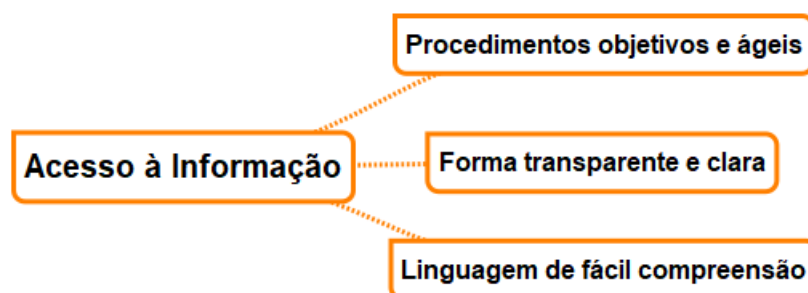 Procedimentos objetivos e ágeis
Acesso à Informação
Forma transparente e clara
Linguagem de fácil compreensão